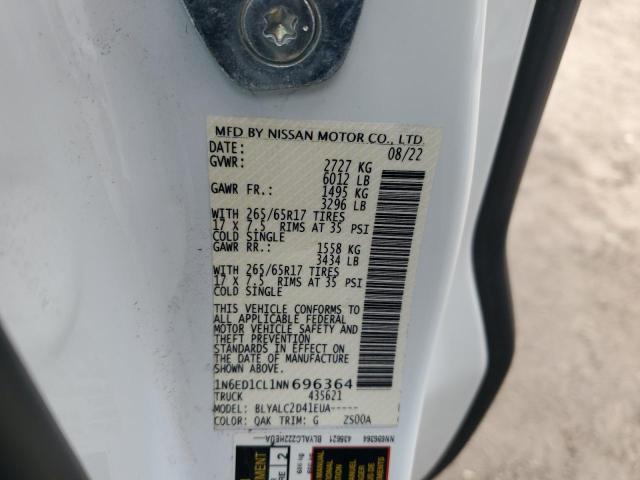 MFD BY NISSAN MOTOR CO., LTD.
DATE: 08/22
GVWR: 2727 KG
6012 LB
GAWR FR.: 1495 KG
3296 LB
WITH 265/65R17 TIRES
17 X 7.5 RIMS AT 35 PSI
COLD SINGLE
GAWR RR.: 1558 KG
3434 LB
WITH 265/65R17 TIRES
17 X 7.5 RIMS AT 35 PSI
COLD SINGLE
THIS VEHICLE CONFORMS TO
ALL APPLICABLE FEDERAL
MOTOR VEHICLE SAFETY AND
THEFT PREVENTION
STANDARDS IN EFFECT ON
THE DATE OF MANUFACTURE
SHOWN ABOVE.
1N6ED1CL1NN696364
TRUCK 435621
MODEL: BLYALC2D41EUA-----
COLOR: QAK TRIM: G ZS00A
NN696364 435621
2